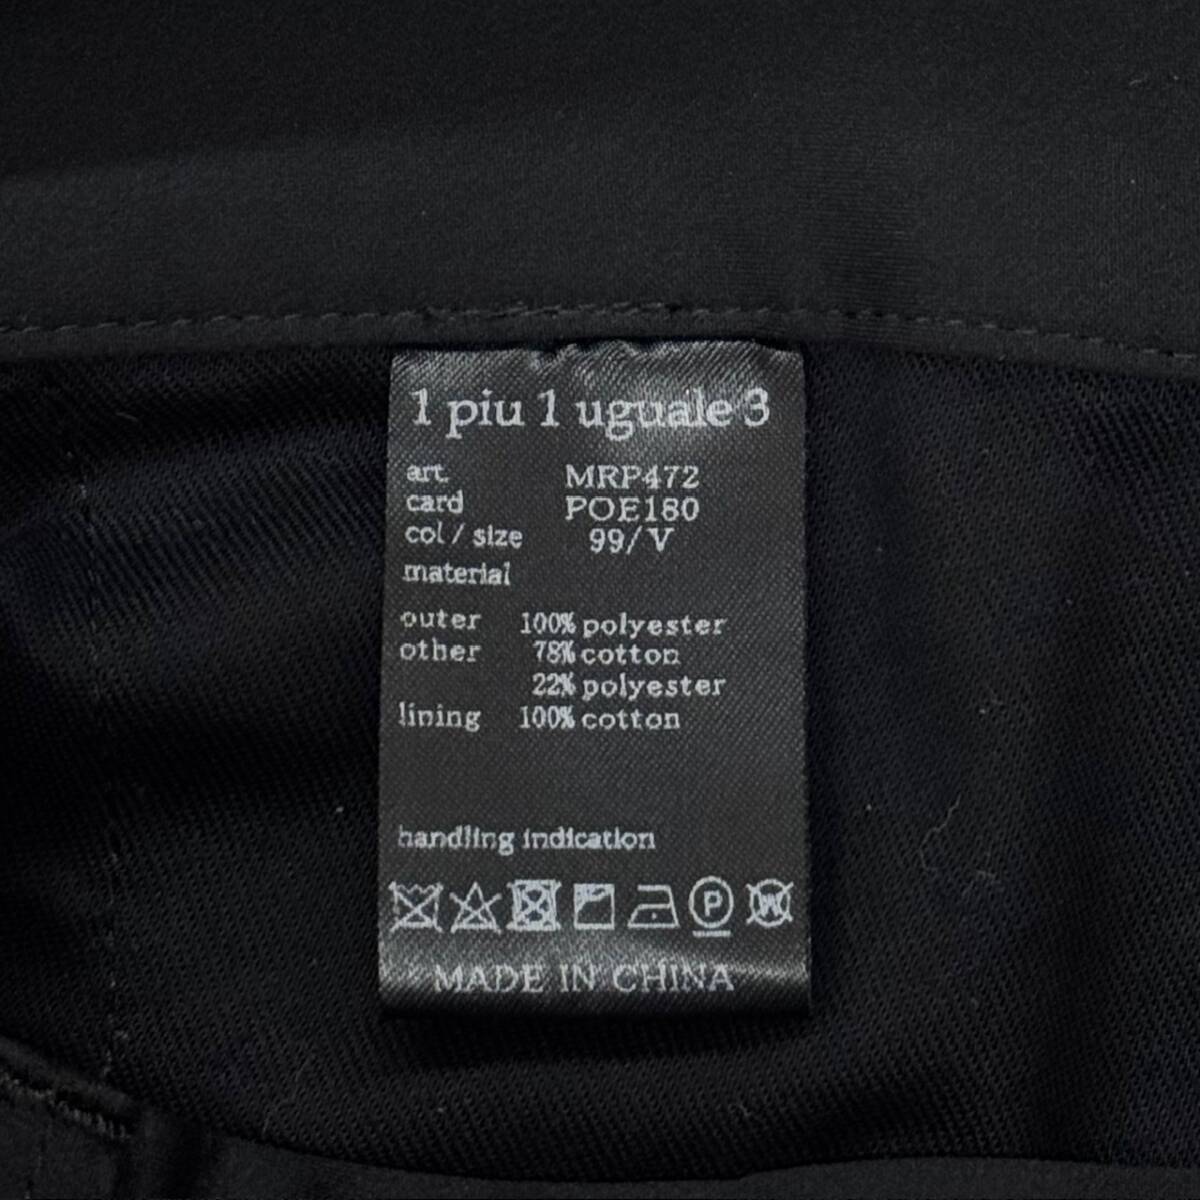 1 piu 1 uguale 3
art. MRP472
card POE180
col / size 99/V
material
outer 100% polyester
other 78% cotton
22% polyester
lining 100% cotton
handling indication
P W
MADE IN CHINA